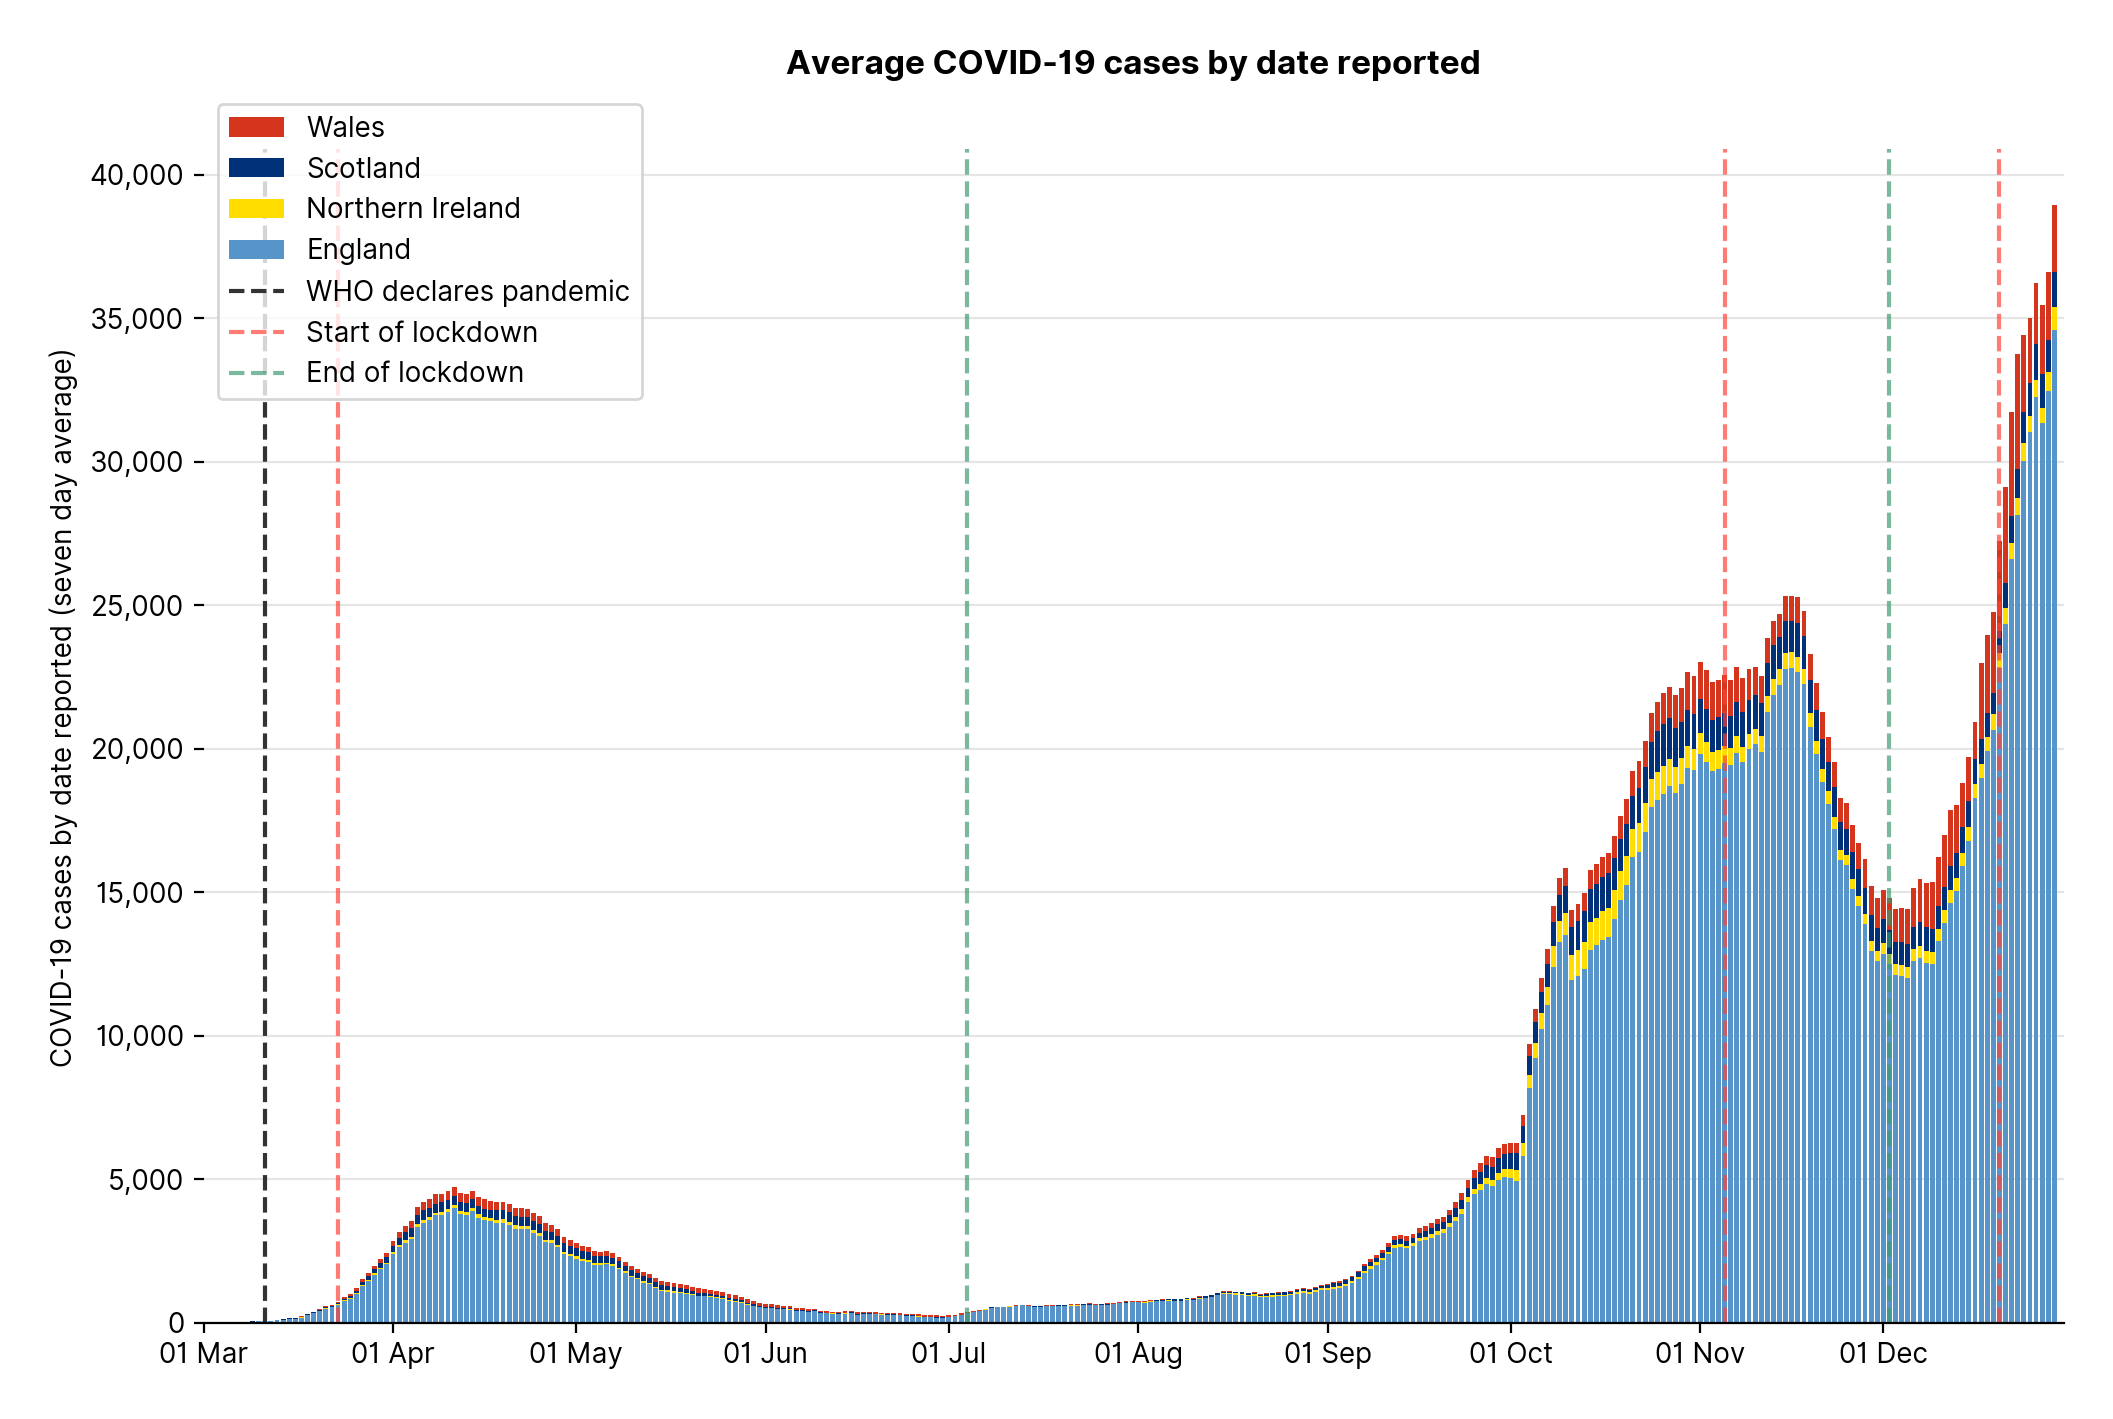 Average COVID-19 cases by date reported
Wales
Scotland
Northern Ireland
England
WHO declares pandemic
Start of lockdown
End of lockdown
COVID-19 cases by date reported (seven day average)
40,000
35,000
30,000
25,000
20,000
15,000
10,000
5,000
0
01 Mar 01 Apr 01 May 01 Jun 01 Jul 01 Aug 01 Sep 01 Oct 01 Nov 01 Dec